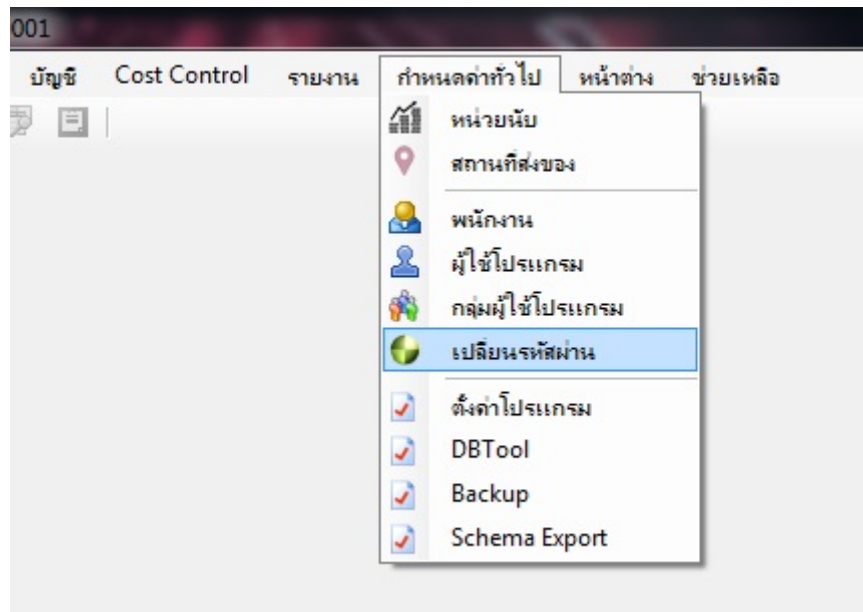 001
บัญชี Cost Control รายงาน กำหนดค่าทั่วไป หน้าต่าง ช่วยเหลือ
หน่วยนับ
สถานที่ส่งของ
พนักงาน
ผู้ใช้โปรแกรม
กลุ่มผู้ใช้โปรแกรม
เปลี่ยนรหัสผ่าน
ตั้งค่าโปรแกรม
DBTool
Backup
Schema Export